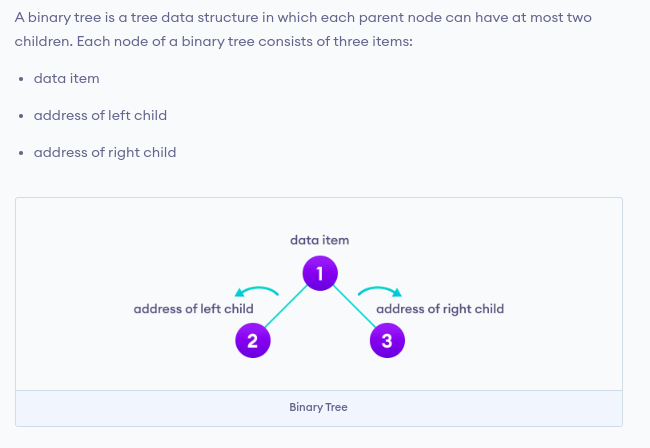 A binary tree is a tree data structure in which each parent node can have at most two
children. Each node of a binary tree consists of three items:
• data item
• address of left child
• address of right child
data item
1
address of left child
address of right child
2
3
Binary Tree